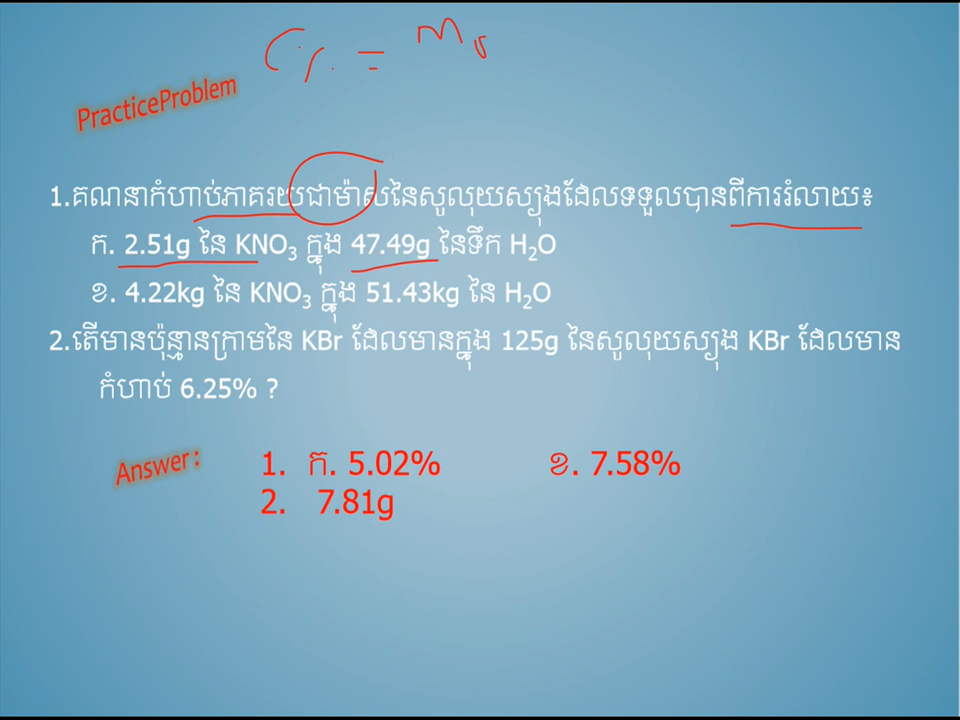 C% = m₈
PracticeProblem
1.គណនាកំហាប់ភាគរយជាម៉ាសនៃសូលុយស្យុងដែលទទួលបានពីការរំលាយ៖
ក. 2.51g នៃ KNO₃ ក្នុង 47.49g នៃទឹក H₂O
ខ. 4.22kg នៃ KNO₃ ក្នុង 51.43kg នៃ H₂O
2.តើមានប៉ុន្មានក្រាមនៃ KBr ដែលមានក្នុង 125g នៃសូលុយស្យុង KBr ដែលមាន
កំហាប់ 6.25% ?
Answer:
1. ក. 5.02% ខ. 7.58%
2. 7.81g